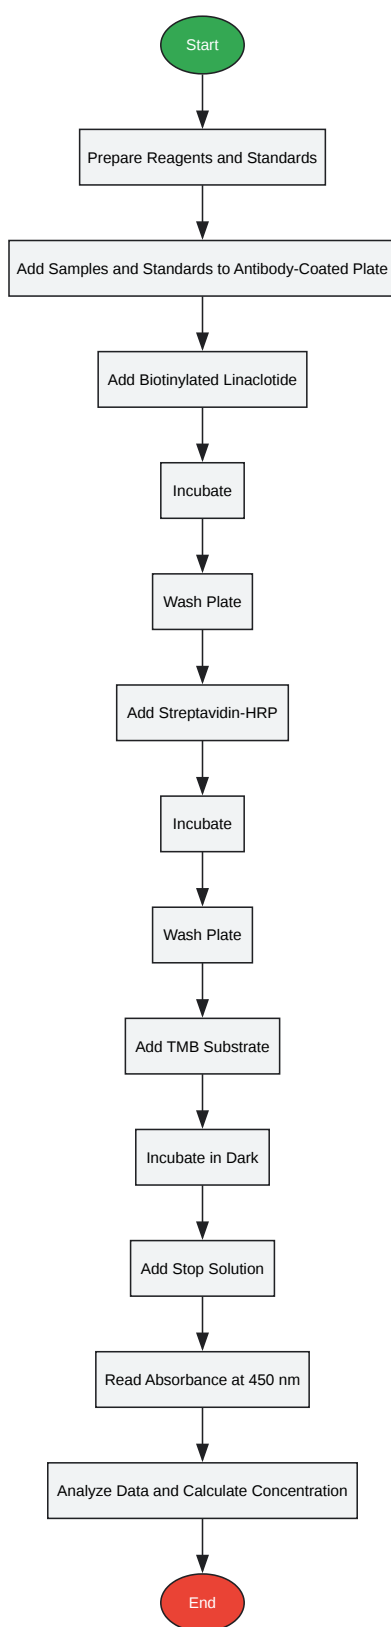 Start
Prepare Reagents and Standards
Add Samples and Standards to Antibody-Coated Plate
Add Biotinylated Linaclotide
Incubate
Wash Plate
Add Streptavidin-HRP
Incubate
Wash Plate
Add TMB Substrate
Incubate in Dark
Add Stop Solution
Read Absorbance at 450 nm
Analyze Data and Calculate Concentration
End